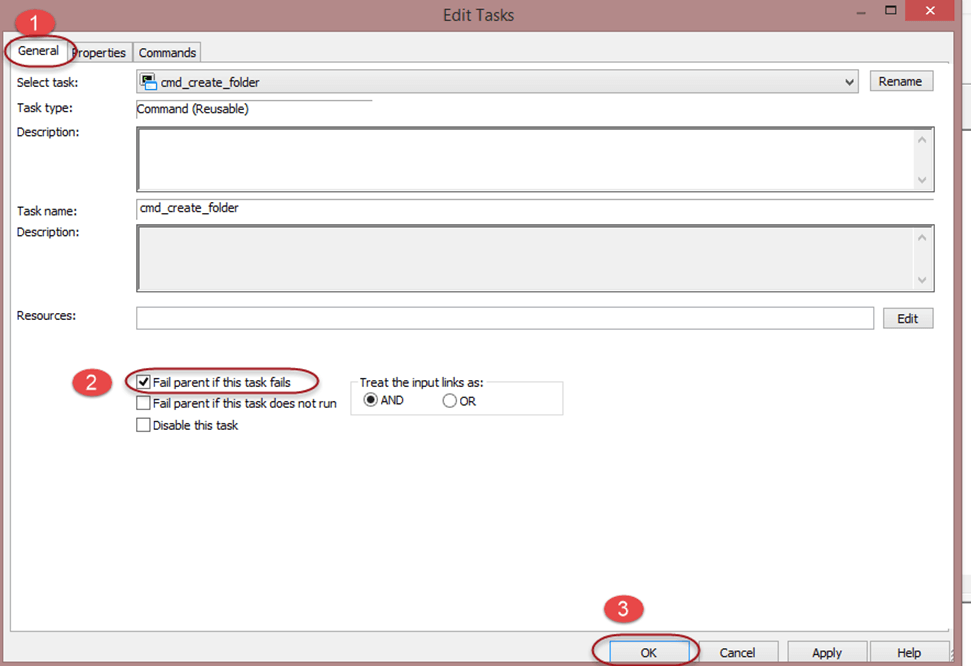 Edit Tasks
1
General Properties Commands
Select task: cmd_create_folder Rename
Task type: Command (Reusable)
Description:
Task name: cmd_create_folder
Description:
Resources: Edit
2 Fail parent if this task fails Treat the input links as:
Fail parent if this task does not run AND OR
Disable this task
3
OK Cancel Apply Help